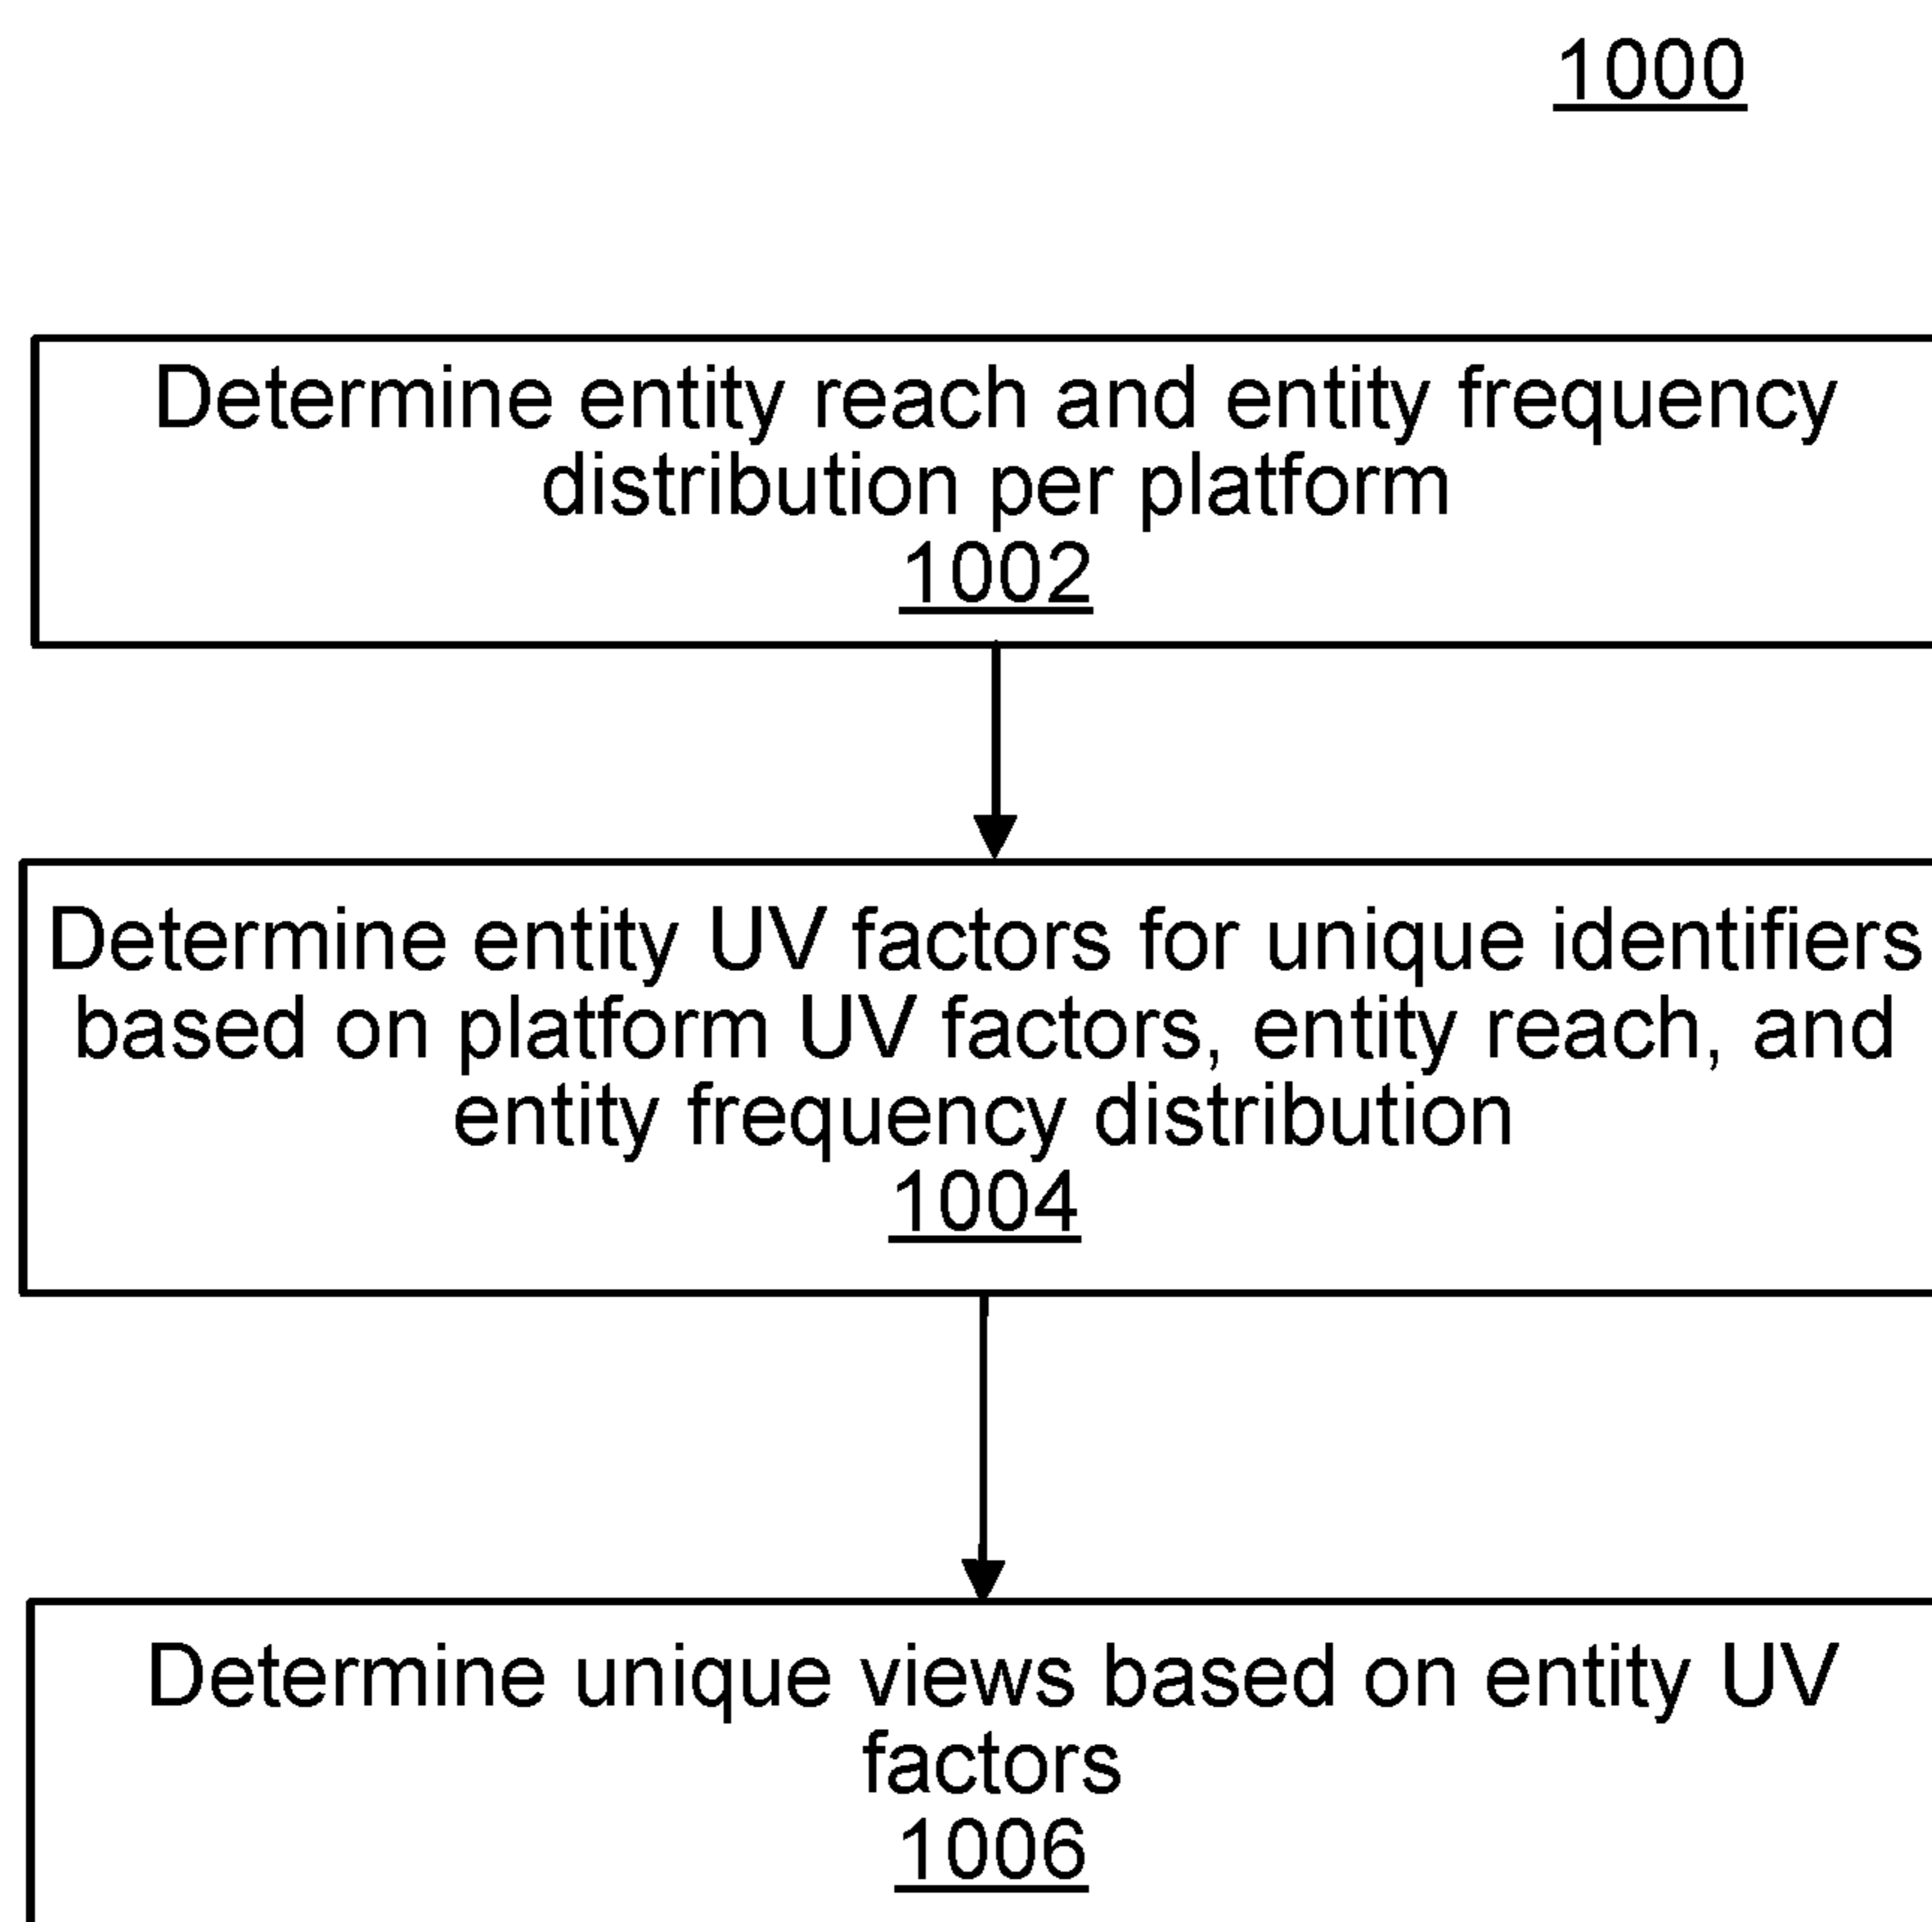 1000
Determine entity reach and entity frequency
distribution per platform
1002
Determine entity UV factors for unique identifiers
based on platform UV factors, entity reach, and
entity frequency distribution
1004
Determine unique views based on entity UV
factors
1006